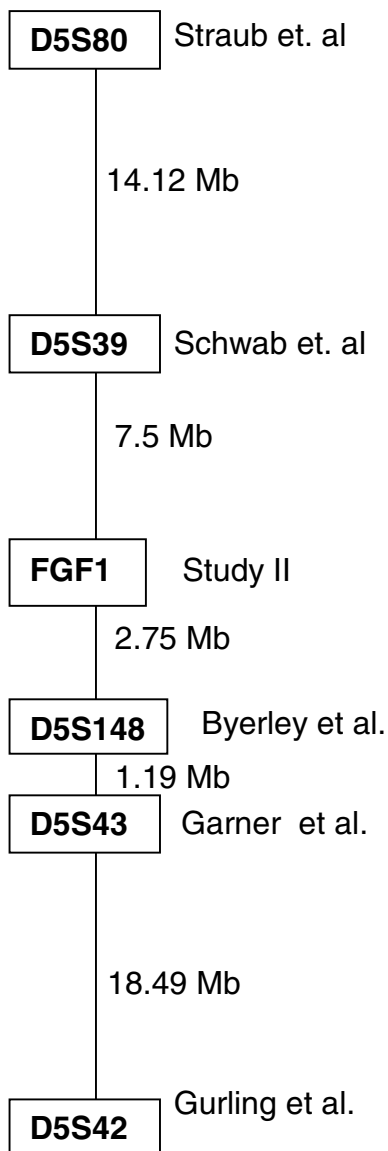 D5S80 Straub et. al
14.12 Mb
D5S39 Schwab et. al
7.5 Mb
FGF1 Study II
2.75 Mb
D5S148 Byerley et al.
1.19 Mb
D5S43 Garner et al.
18.49 Mb
Gurling et al.
D5S42